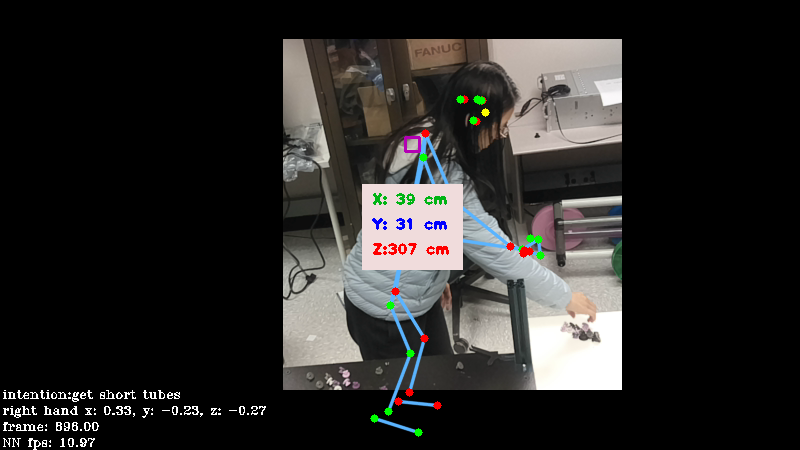 FANUC
X: 39 cm
Y: 31 cm
Z:307 cm
intention:get short tubes
right hand x: 0.33, y: -0.23, z: -0.27
frame: 898.00
NN fps: 10.97